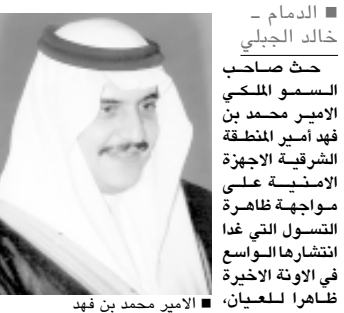 ■ الدمام ـ
خالد الجبلي
حث صاحب
السمو الملكي
الامير محمد بن
فهد أمير المنطقة
الشرقية الاجهزة
الامنية على
مواجهة ظاهرة
التسول التي غدا
انتشارها الواسع
في الاونة الاخيرة
ظاهرا للعيان،
■ الامير محمد بن فهد